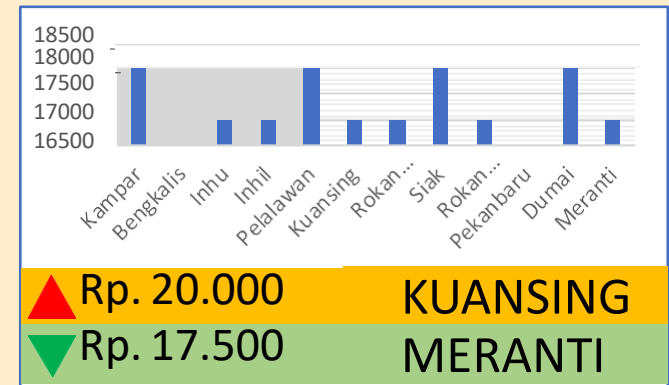 18500
18000
17500
17000
16500
Kampar
Bengkalis
Inhu
Inhil
Pelalawan
Kuansing
Rokan...
Siak
Rokan...
Pekanbaru
Dumai
Meranti
Rp. 20.000 KUANSING
Rp. 17.500 MERANTI